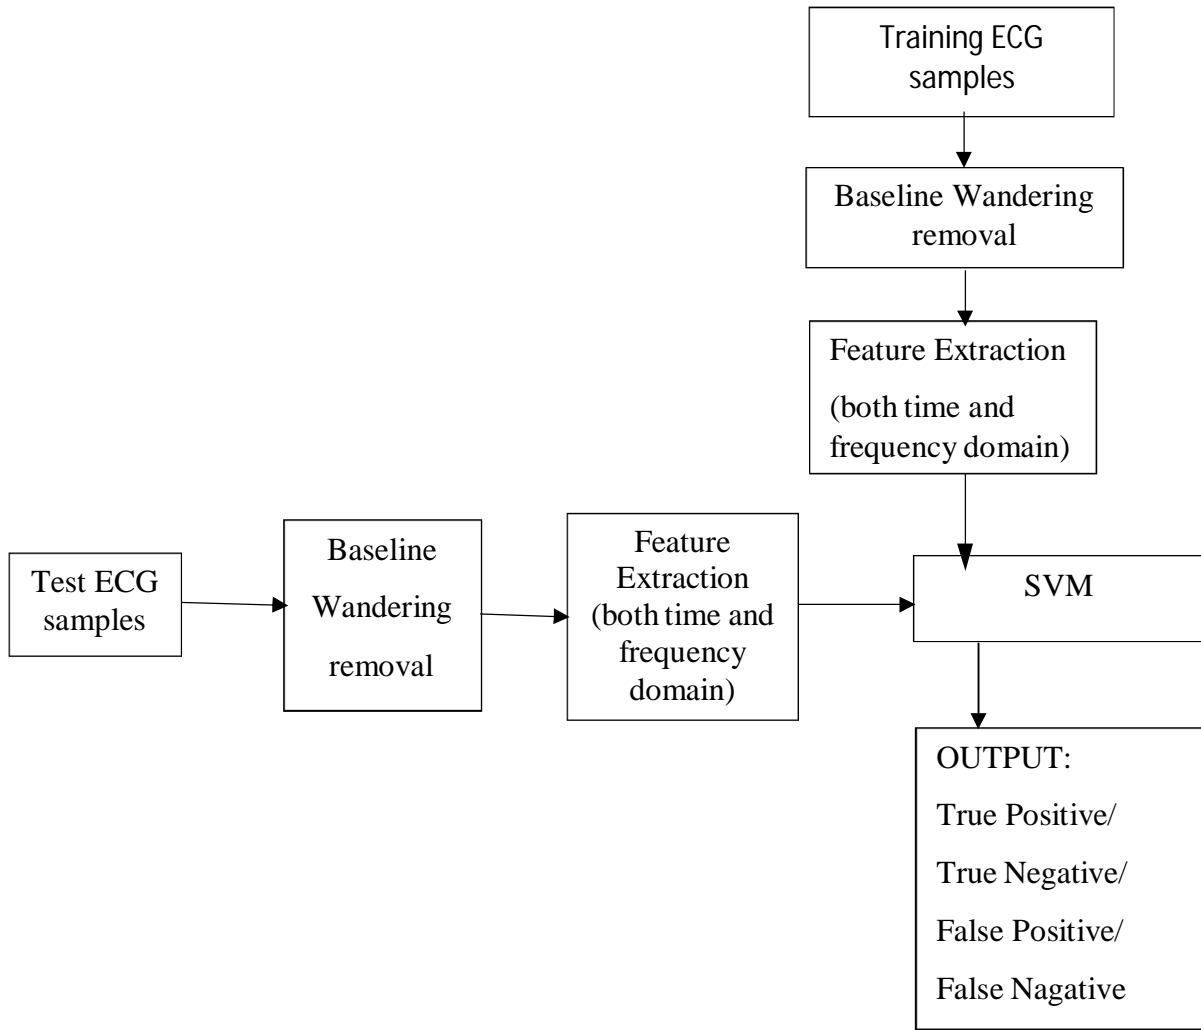 Training ECG
samples
Baseline Wandering
removal
Feature Extraction
(both time and
frequency domain)
Test ECG
samples
Baseline
Wandering
removal
Feature
Extraction
(both time and
frequency
domain)
SVM
OUTPUT:
True Positive/
True Negative/
False Positive/
False Nagative